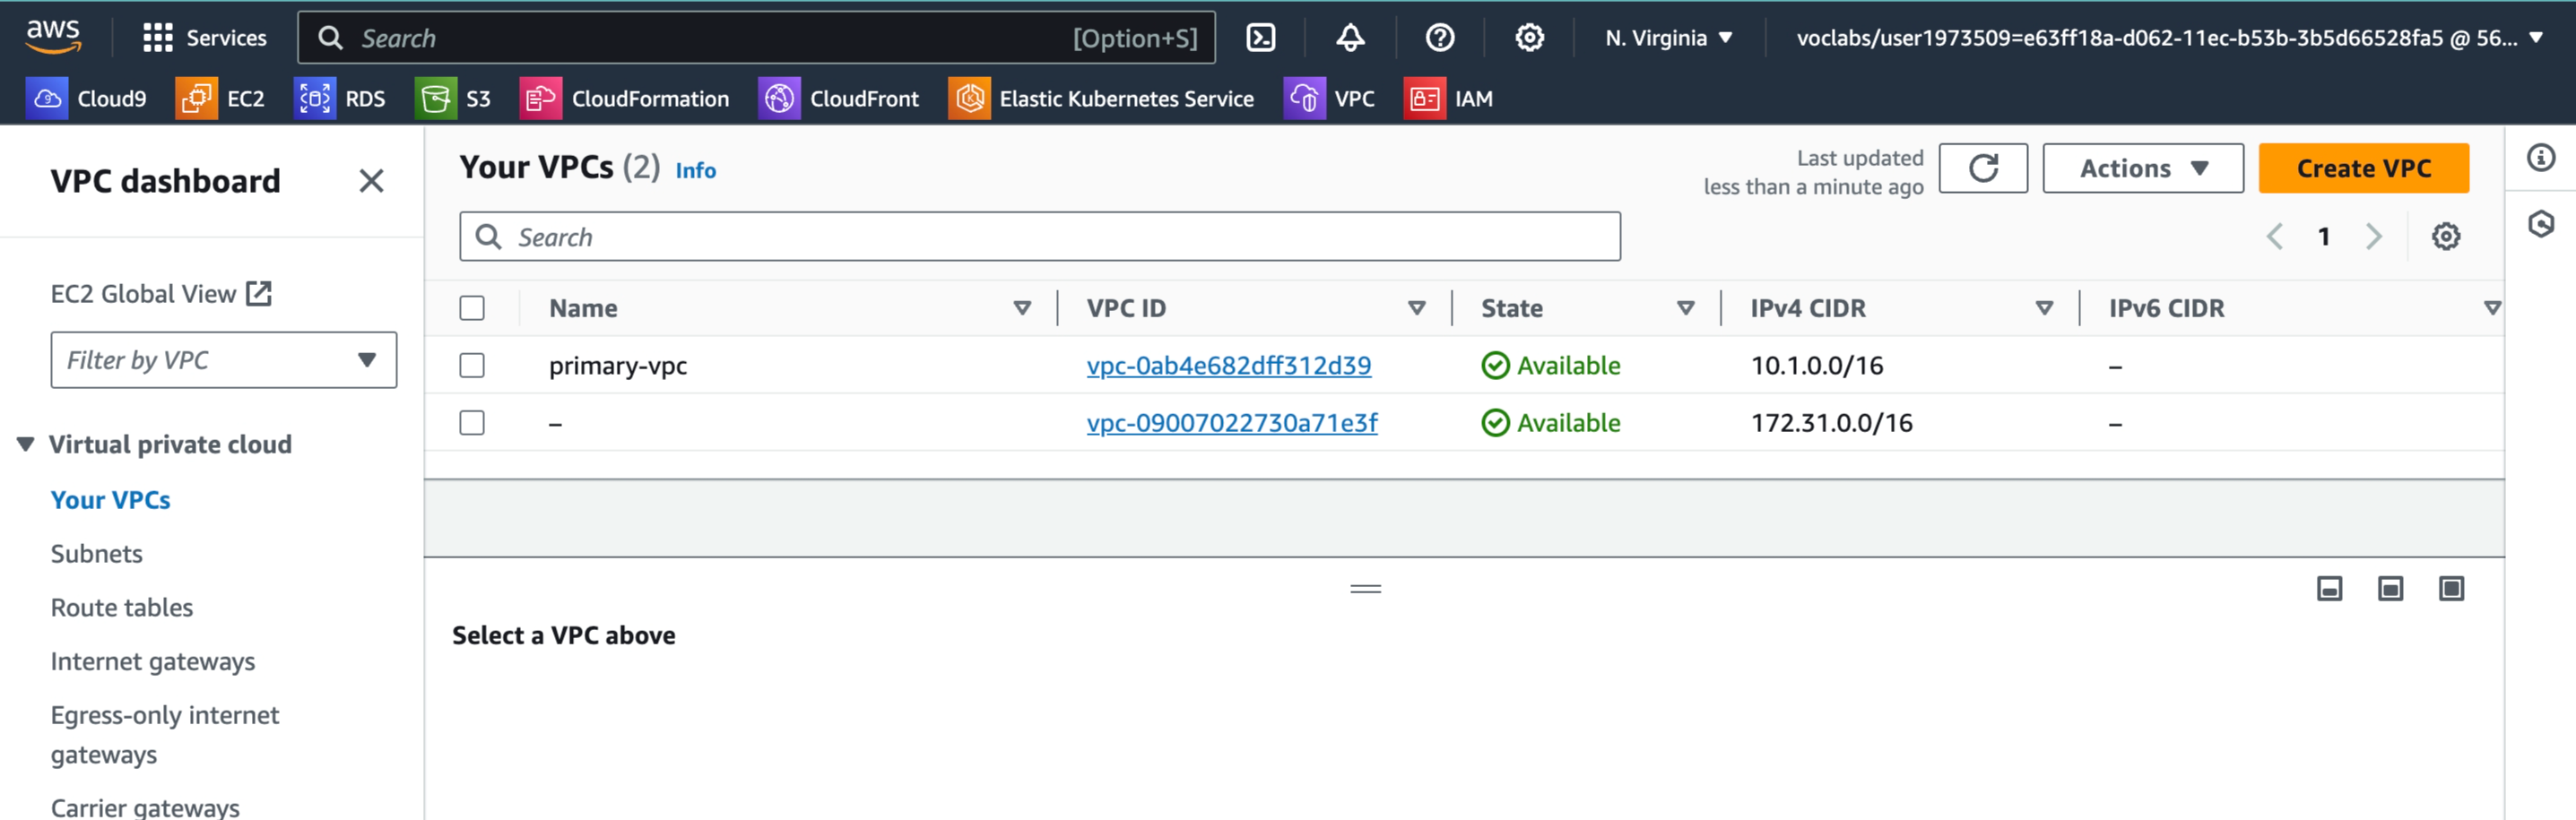 aws Services Search [Option+S] N. Virginia voclabs/user1973509=e63ff18a-d062-11ec-b53b-3b5d66528fa5 @ 56...
Cloud9 EC2 RDS S3 CloudFormation CloudFront Elastic Kubernetes Service VPC IAM
VPC dashboard
EC2 Global View
Filter by VPC
Virtual private cloud
Your VPCs
Subnets
Route tables
Internet gateways
Egress-only internet
gateways
Carrier gateways
Your VPCs (2) Info
Last updated
less than a minute ago
Actions
Create VPC
Search
1
Name VPC ID State IPv4 CIDR IPv6 CIDR
primary-vpc vpc-0ab4e682dff312d39 Available 10.1.0.0/16 –
– vpc-09007022730a71e3f Available 172.31.0.0/16 –
Select a VPC above